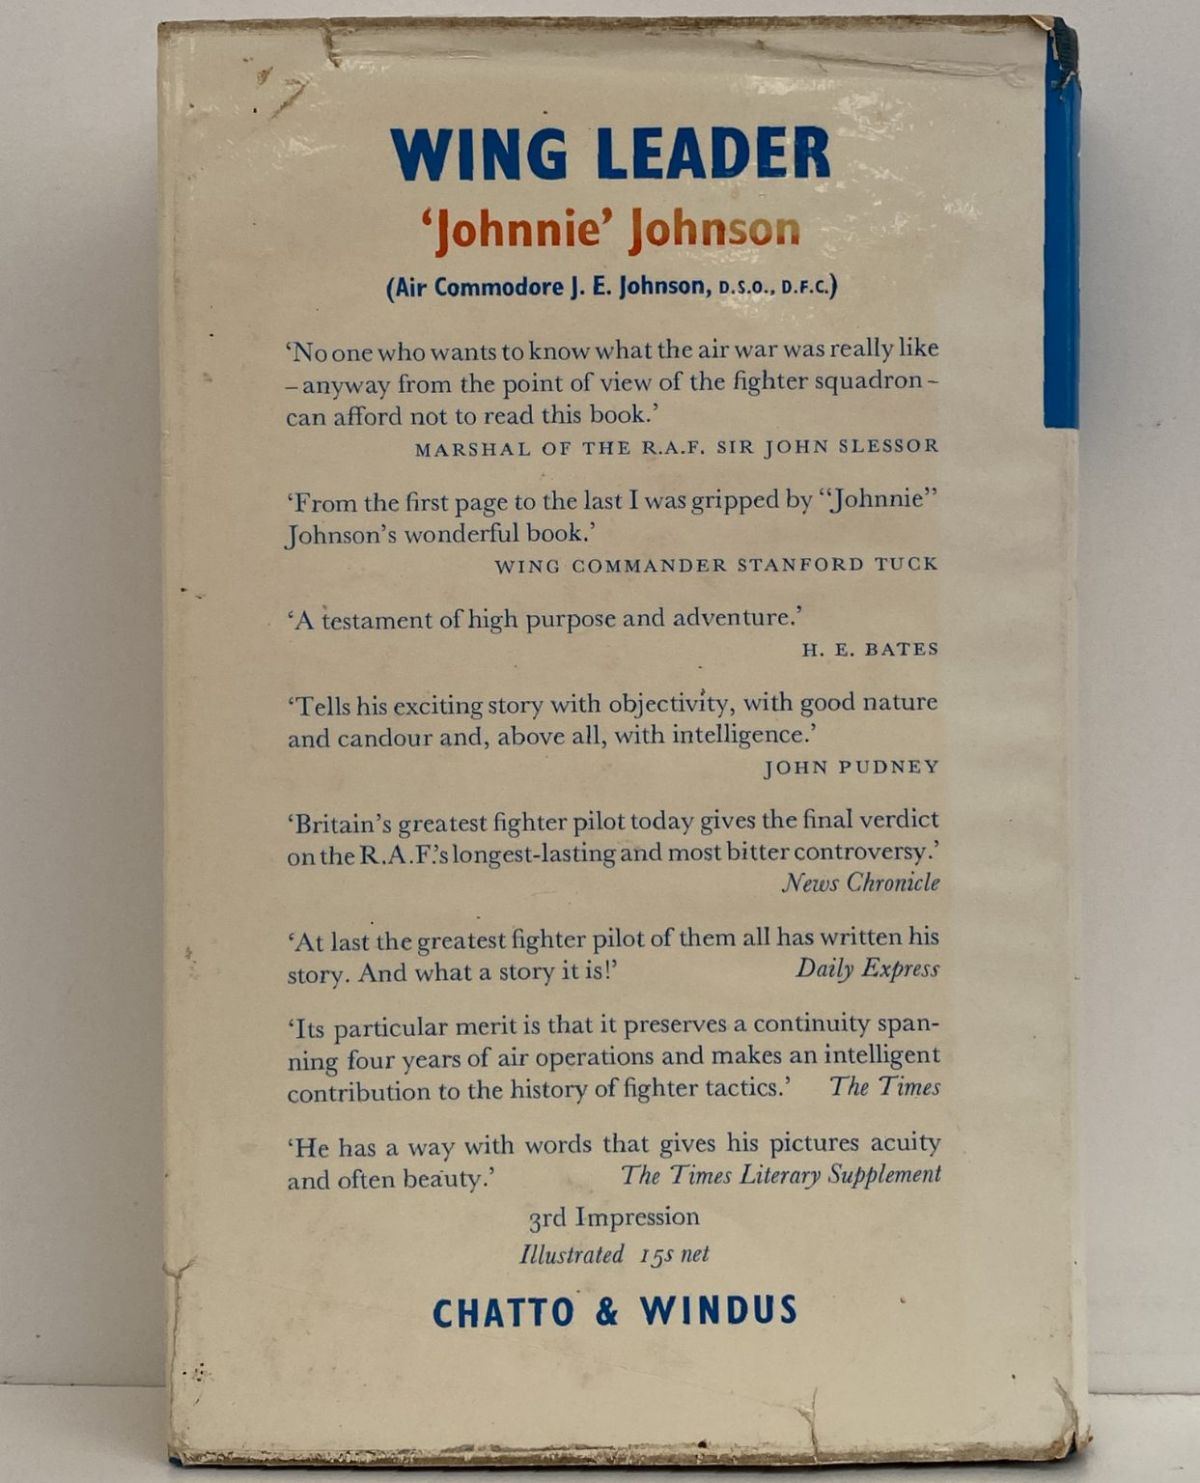 WING LEADER
‘Johnnie’ Johnson
(Air Commodore J. E. Johnson, D.S.O., D.F.C.)
‘No one who wants to know what the air war was really like
– anyway from the point of view of the fighter squadron –
can afford not to read this book.’
MARSHAL OF THE R.A.F. SIR JOHN SLESSOR
‘From the first page to the last I was gripped by “Johnnie”
Johnson’s wonderful book.’
WING COMMANDER STANFORD TUCK
‘A testament of high purpose and adventure.’
H. E. BATES
‘Tells his exciting story with objectivity, with good nature
and candour and, above all, with intelligence.’
JOHN PUDNEY
‘Britain’s greatest fighter pilot today gives the final verdict
on the R.A.F.’s longest-lasting and most bitter controversy.’
News Chronicle
‘At last the greatest fighter pilot of them all has written his
story. And what a story it is!’ Daily Express
‘Its particular merit is that it preserves a continuity span-
ning four years of air operations and makes an intelligent
contribution to the history of fighter tactics.’ The Times
‘He has a way with words that gives his pictures acuity
and often beauty.’ The Times Literary Supplement
3rd Impression
Illustrated 15s net
CHATTO & WINDUS